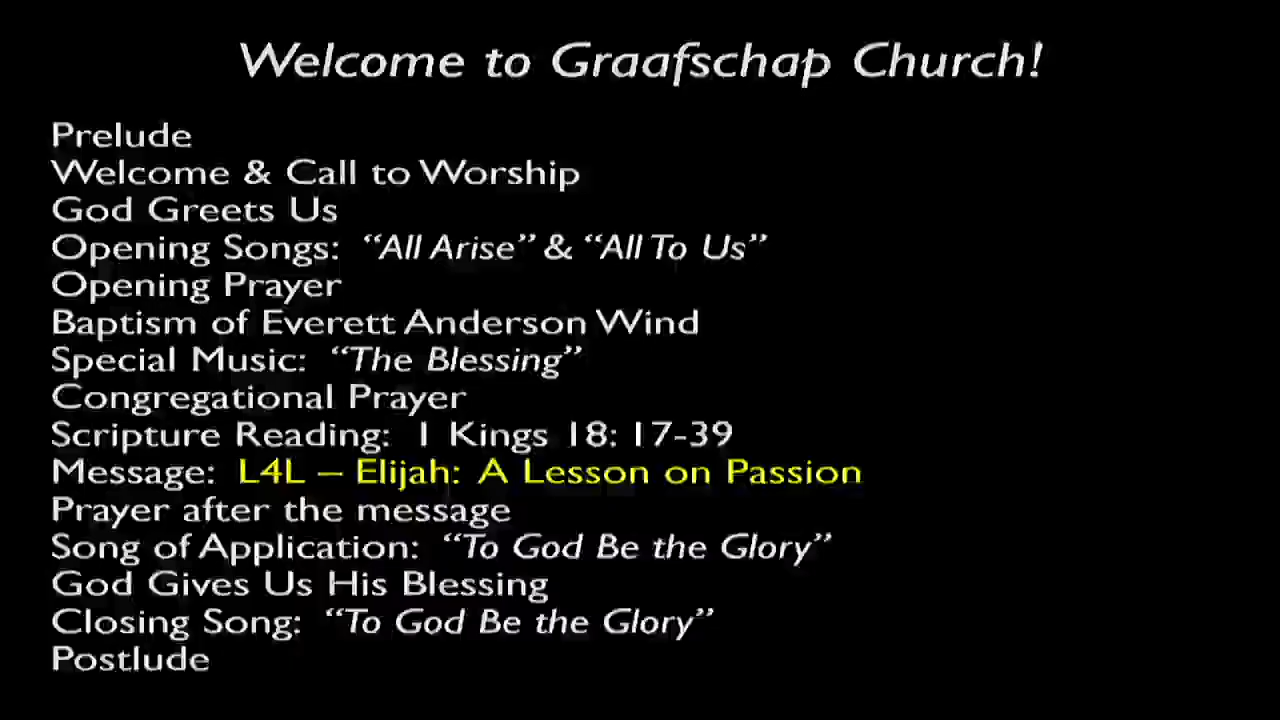 Welcome to Graafschap Church!
Prelude
Welcome & Call to Worship
God Greets Us
Opening Songs: “All Arise” & “All To Us”
Opening Prayer
Baptism of Everett Anderson Wind
Special Music: “The Blessing”
Congregational Prayer
Scripture Reading: 1 Kings 18: 17-39
Message: L4L – Elijah: A Lesson on Passion
Prayer after the message
Song of Application: “To God Be the Glory”
God Gives Us His Blessing
Closing Song: “To God Be the Glory”
Postlude